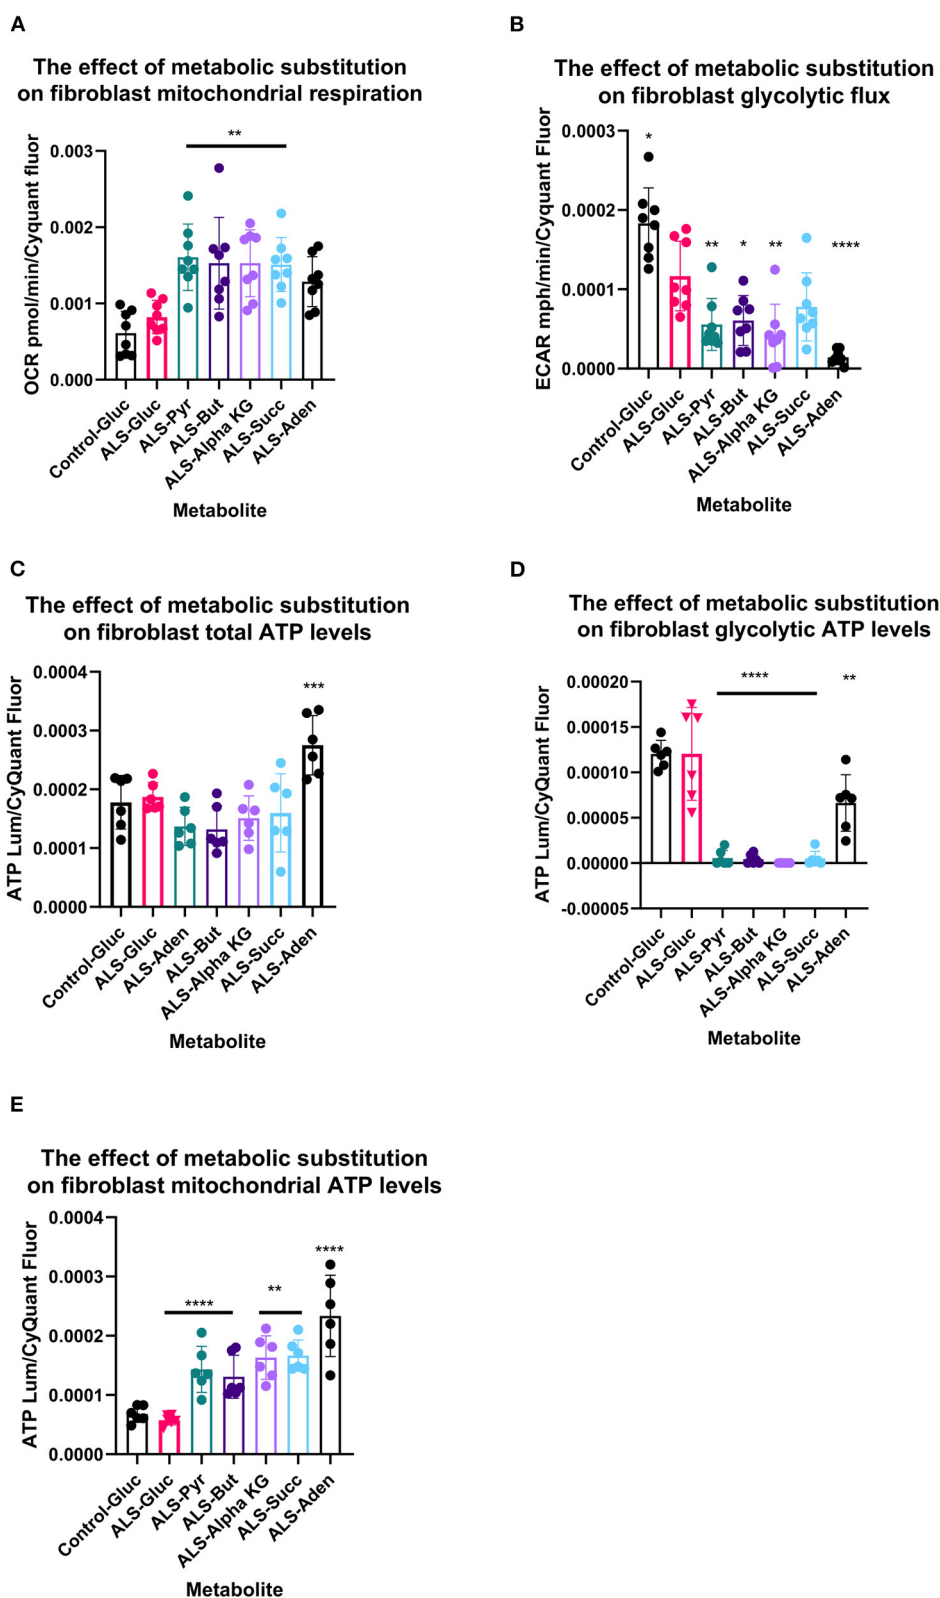 A
The effect of metabolic substitution
on fibroblast mitochondrial respiration
OCR pmol/min/Cyquant fluor
0.003
0.002
0.001
0.000
**
Control-Gluc
ALS-Gluc
ALS-Pyr
ALS-But
ALS-Alpha KG
ALS-Succ
ALS-Aden
Metabolite
B
The effect of metabolic substitution
on fibroblast glycolytic flux
ECAR mph/min/Cyquant Fluor
0.0003
0.0002
0.0001
0.0000
*
**
*
**
****
Control-Gluc
ALS-Gluc
ALS-Pyr
ALS-But
ALS-Alpha KG
ALS-Succ
ALS-Aden
Metabolite
C
The effect of metabolic substitution
on fibroblast total ATP levels
ATP Lum/CyQuant Fluor
0.0004
0.0003
0.0002
0.0001
0.0000
***
Control-Gluc
ALS-Gluc
ALS-Aden
ALS-But
ALS-Alpha KG
ALS-Succ
ALS-Aden
Metabolite
D
The effect of metabolic substitution
on fibroblast glycolytic ATP levels
ATP Lum/CyQuant Fluor
0.00020
0.00015
0.00010
0.00005
0.00000
-0.00005
****
**
Control-Gluc
ALS-Gluc
ALS-Pyr
ALS-But
ALS-Alpha KG
ALS-Succ
ALS-Aden
Metabolite
E
The effect of metabolic substitution
on fibroblast mitochondrial ATP levels
ATP Lum/CyQuant Fluor
0.0004
0.0003
0.0002
0.0001
0.0000
****
**
****
Control-Gluc
ALS-Gluc
ALS-Pyr
ALS-But
ALS-Alpha KG
ALS-Succ
ALS-Aden
Metabolite